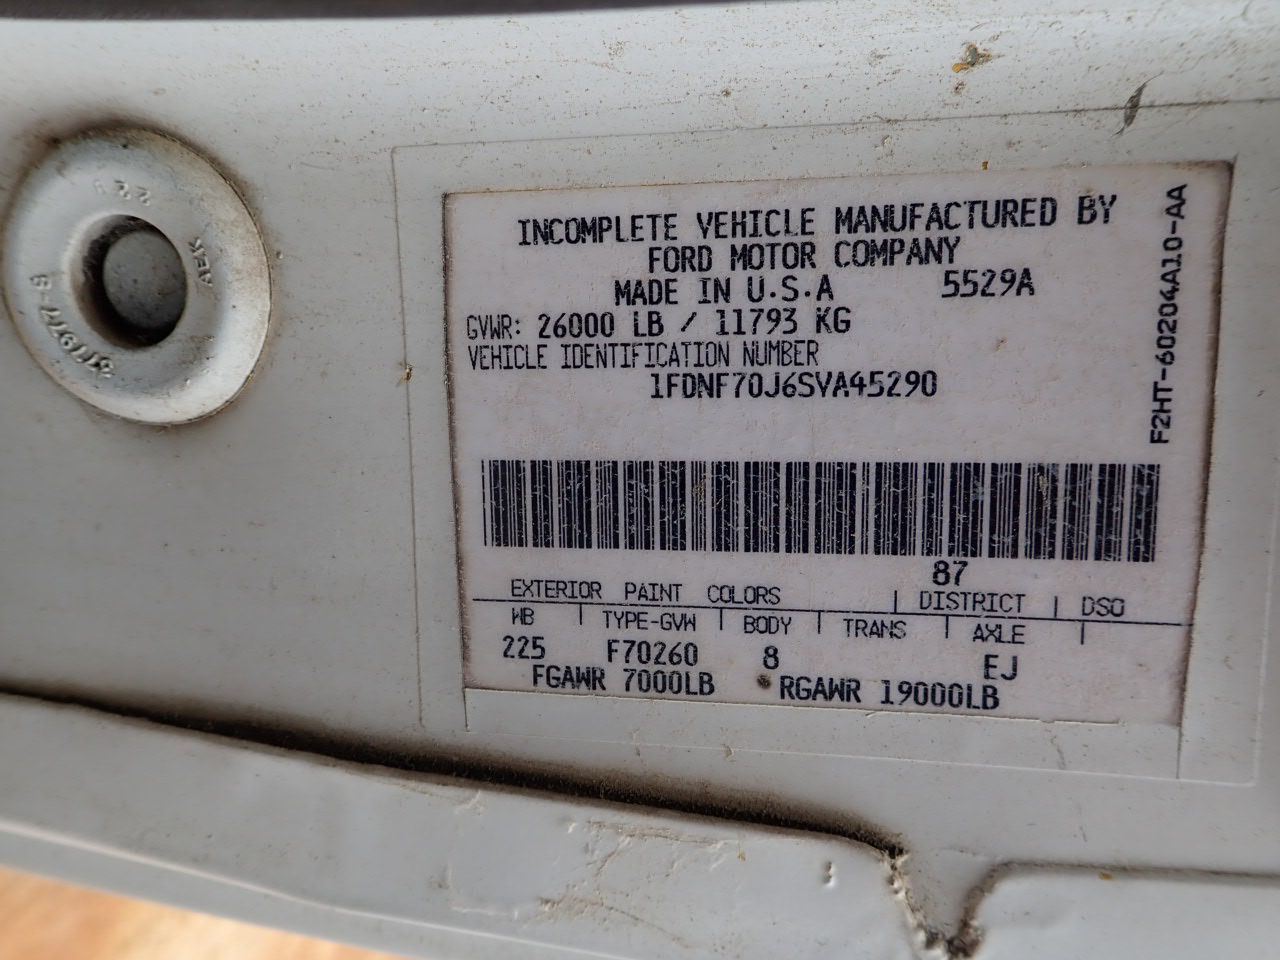 INCOMPLETE VEHICLE MANUFACTURED BY
FORD MOTOR COMPANY
MADE IN U.S.A 5529A
GVWR: 26000 LB / 11793 KG
VEHICLE IDENTIFICATION NUMBER
1FDNF70J6SVA45290
F2HT-60204A10-AA
87
EXTERIOR PAINT COLORS DISTRICT DSO
WB TYPE-GVW BODY TRANS AXLE
225 F70260 8 EJ
FGAWR 7000LB RGAWR 19000LB